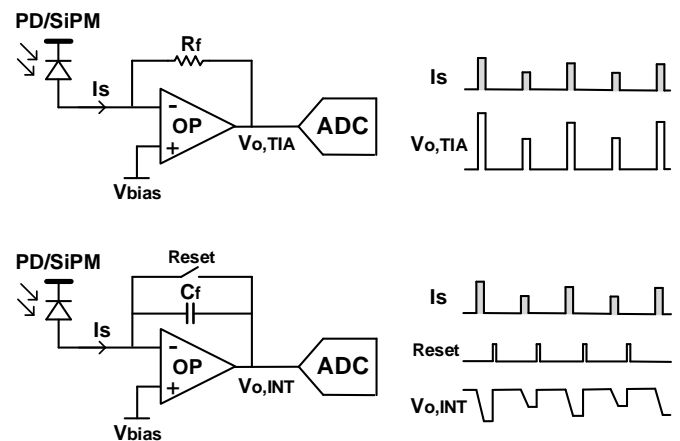 PD/SiPM
Rf
Is
-
OP
+
Vbias
Vo,TIA
ADC
Is
Vo,TIA
PD/SiPM
Reset
Cf
Is
-
OP
+
Vbias
Vo,INT
ADC
Is
Reset
Vo,INT